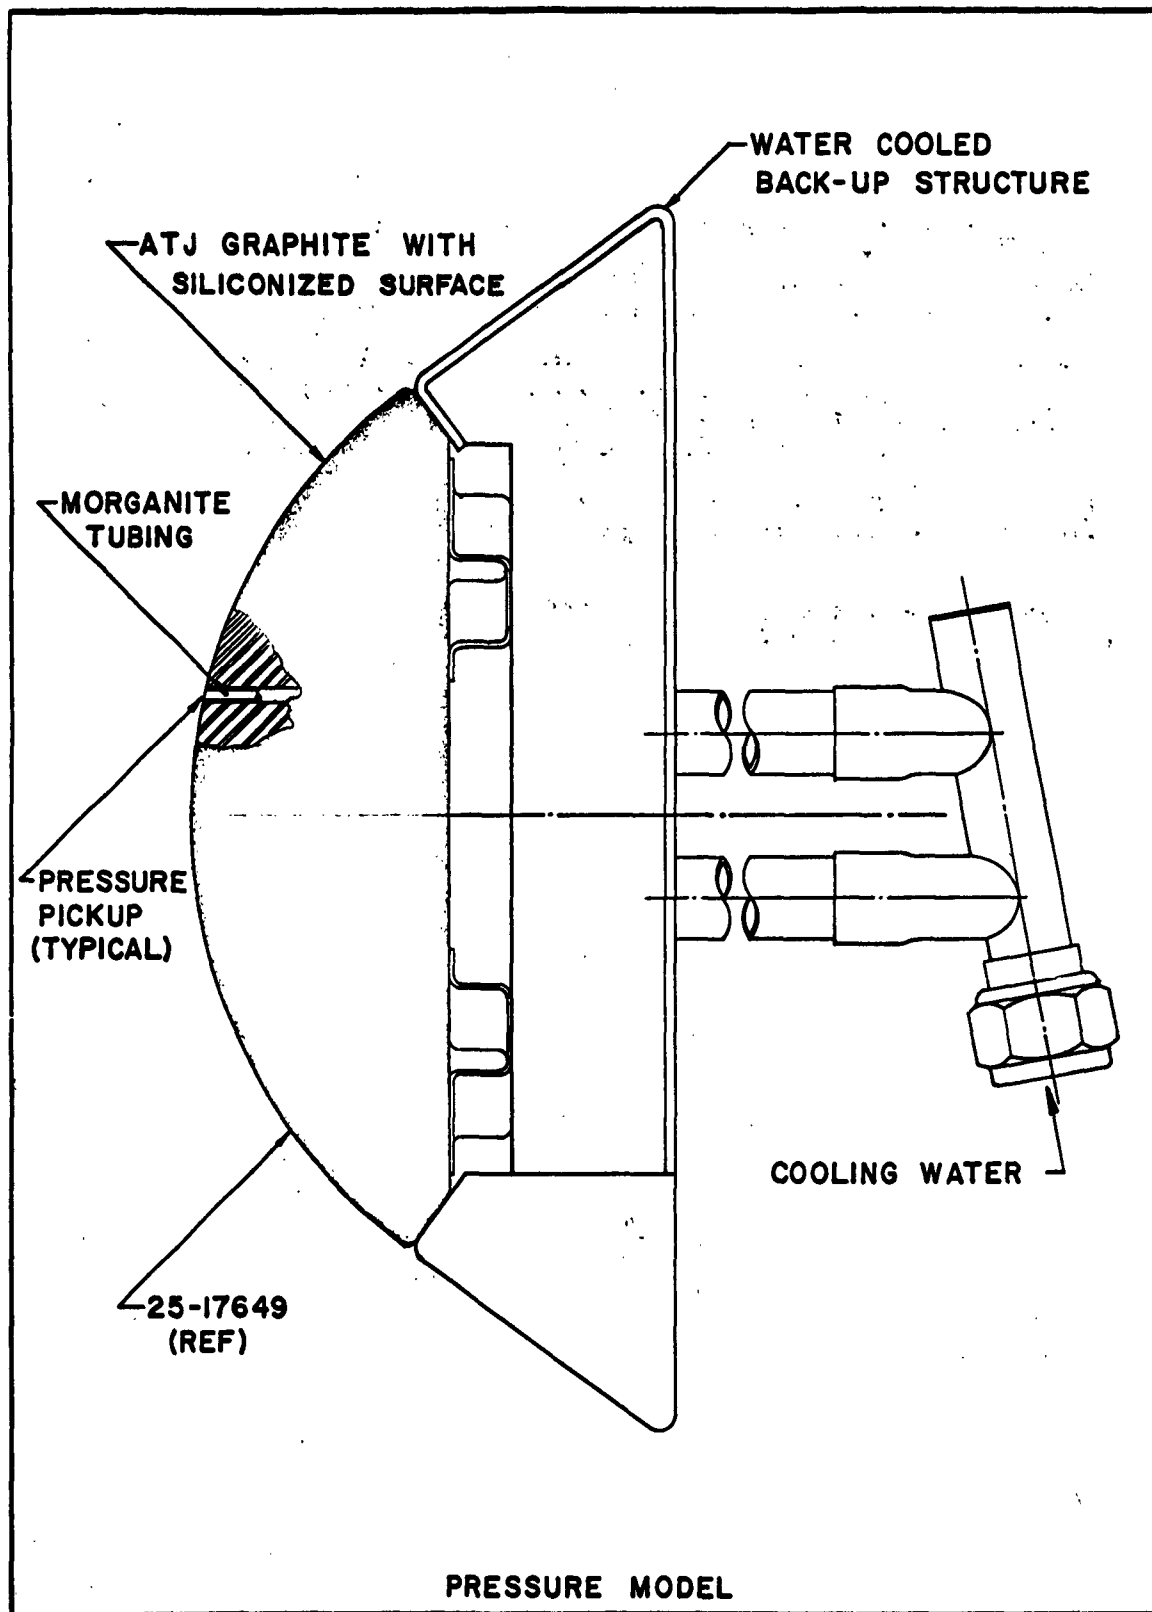 WATER COOLED
BACK-UP STRUCTURE
ATJ GRAPHITE WITH
SILICONIZED SURFACE
MORGANITE
TUBING
PRESSURE
PICKUP
(TYPICAL)
COOLING WATER
25-17649
(REF)
PRESSURE MODEL